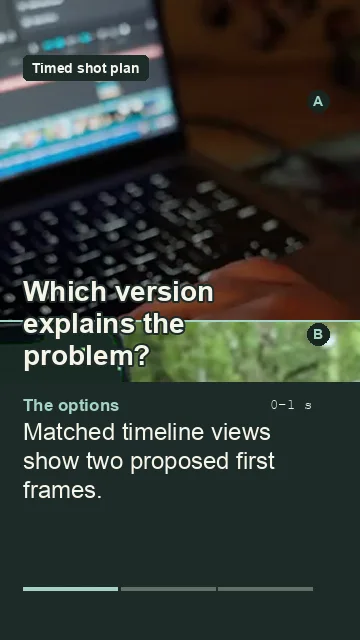 Timed shot plan
A
Which version
explains the
problem?
B
The options
0–1 s
Matched timeline views
show two proposed first
frames.